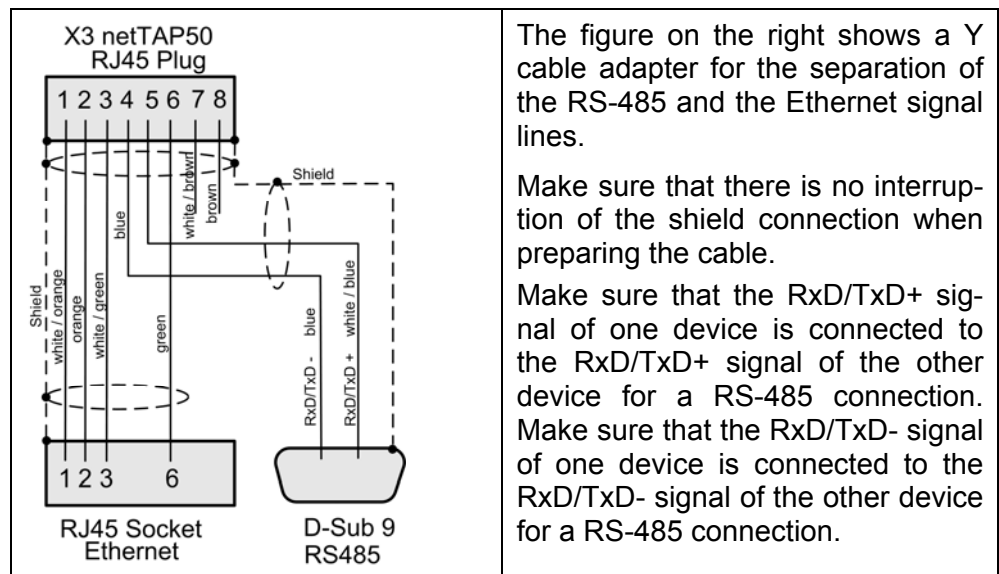 X3 netTAP50
RJ45 Plug
1 2 3 4 5 6 7 8
Shield
white / brown
brown
blue
Shield
white / orange
orange
white / green
green
RxD/TxD - blue
RxD/TxD + white / blue
1 2 3 6
RJ45 Socket
Ethernet
D-Sub 9
RS485
The figure on the right shows a Y
cable adapter for the separation of
the RS-485 and the Ethernet signal
lines.
Make sure that there is no interrup-
tion of the shield connection when
preparing the cable.
Make sure that the RxD/TxD+ sig-
nal of one device is connected to
the RxD/TxD+ signal of the other
device for a RS-485 connection.
Make sure that the RxD/TxD- signal
of one device is connected to the
RxD/TxD- signal of the other device
for a RS-485 connection.